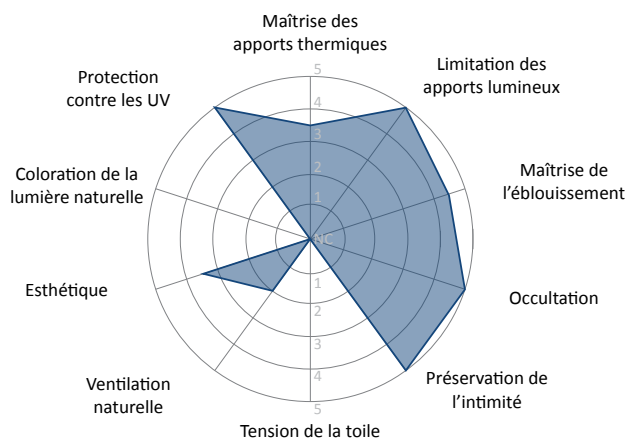 Maîtrise des
apports thermiques
Limitation des
apports lumineux
Maîtrise de
l'éblouissement
Occultation
Préservation de
l'intimité
Tension de la toile
Ventilation
naturelle
Esthétique
Coloration de la
lumière naturelle
Protection
contre les UV
5
4
3
2
1
NC
1
2
3
4
5